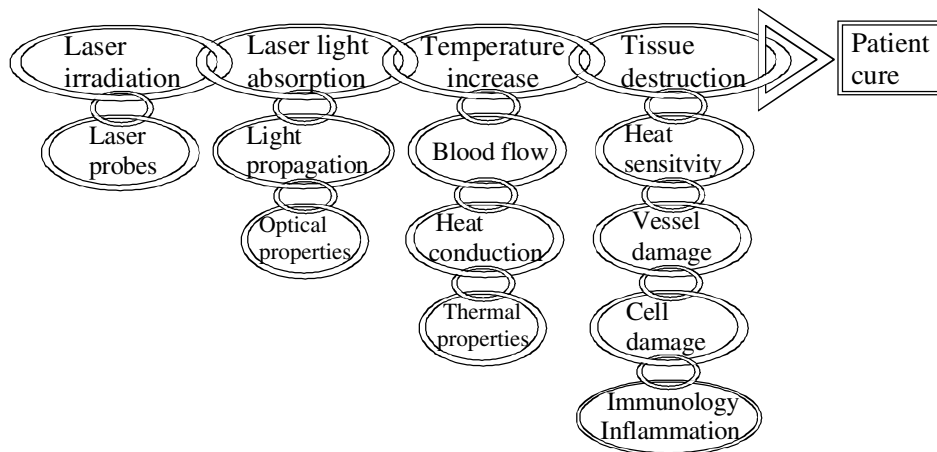 Laser
irradiation
Laser light
absorption
Temperature
increase
Tissue
destruction
Patient
cure
Laser
probes
Light
propagation
Blood flow
Heat
sensitvity
Optical
properties
Heat
conduction
Vessel
damage
Thermal
properties
Cell
damage
Immunology
Inflammation